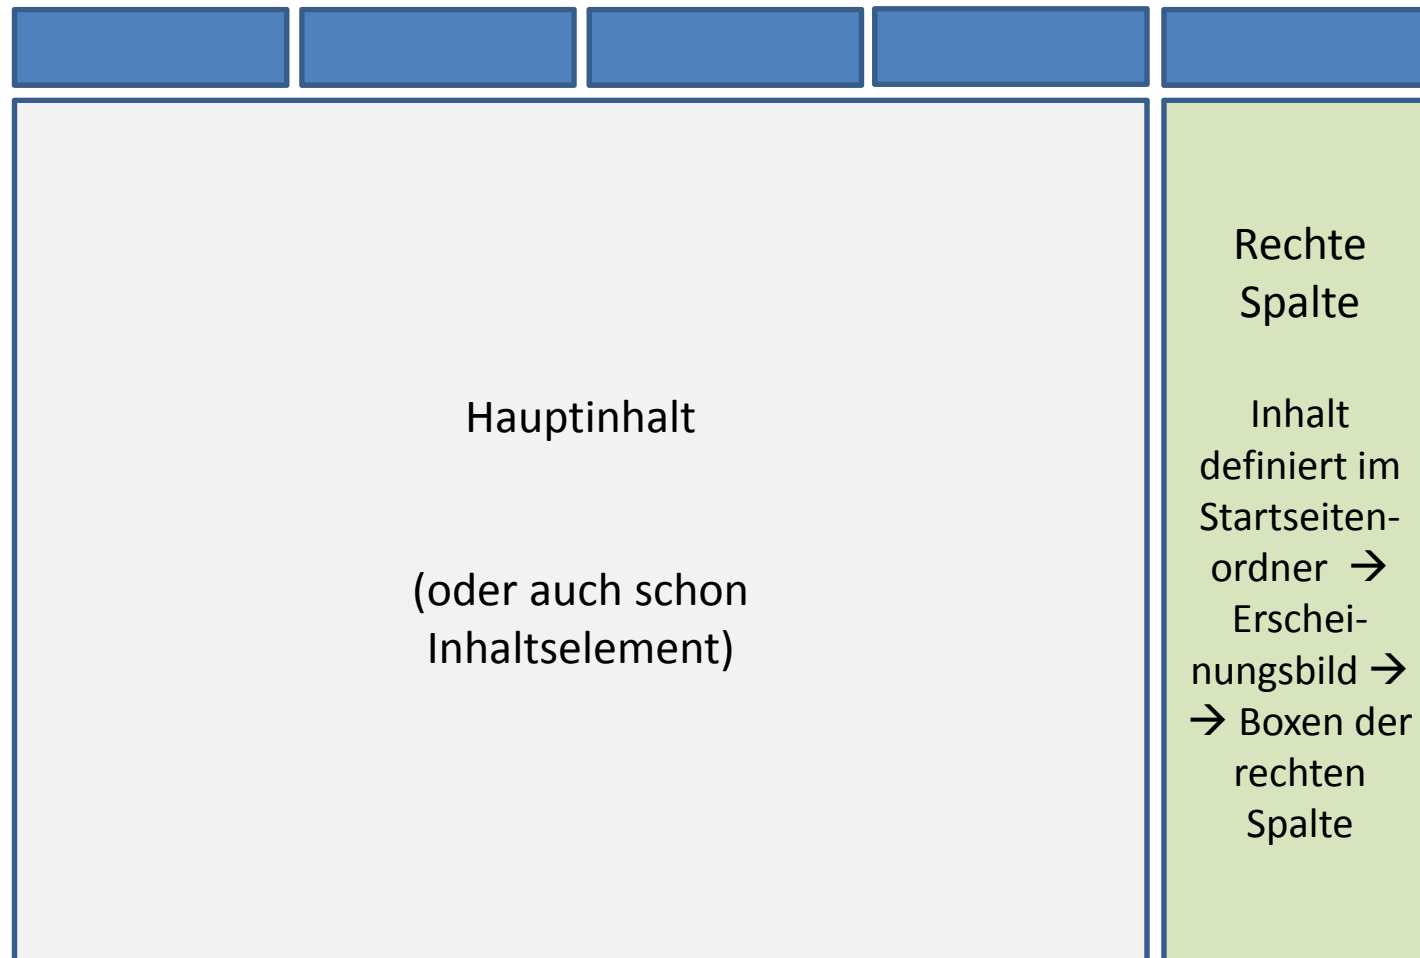 Hauptinhalt
(oder auch schon
Inhaltselement)
Rechte
Spalte
Inhalt
definiert im
Startseiten-
ordner →
Erschei-
nungsbild →
→ Boxen der
rechten
Spalte